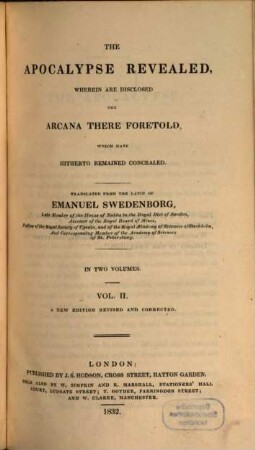 THE
APOCALYPSE REVEALED,
WHEREIN ARE DISCLOSED
THE
ARCANA THERE FORETOLD,
WHICH HAVE
HITHERTO REMAINED CONCEALED.
TRANSLATED FROM THE LATIN OF
EMANUEL SWEDENBORG,
Late Member of the House of Nobles in the Royal Diet of Sweden,
Assessor of the Royal Board of Mines,
Fellow of the Royal Society of Upsala, and of the Royal Academy of Sciences of Stockholm,
And Corresponding Member of the Academy of Sciences
of St. Petersburg.
IN TWO VOLUMES.
VOL. II.
A NEW EDITION REVISED AND CORRECTED.
LONDON:
PUBLISHED BY J. S. HODSON, CROSS STREET, HATTON GARDEN.
SOLD ALSO BY W. SIMPKIN AND R. MARSHALL, STATIONERS' HALL
COURT, LUDGATE STREET; T. GOYDER, FARRINGDON STREET;
AND W. CLARKE, MANCHESTER.
1832.